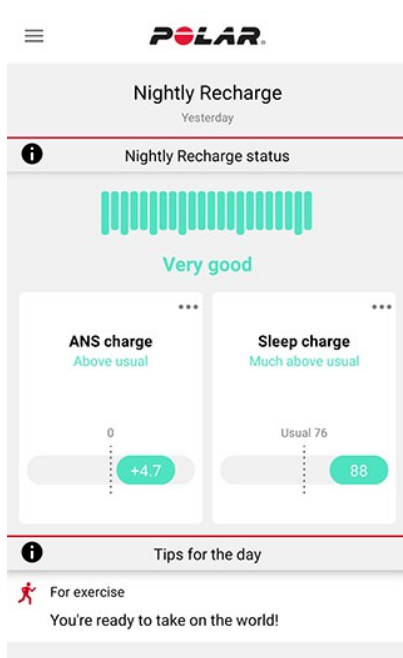 POLAR.
Nightly Recharge
Yesterday
Nightly Recharge status
Very good
ANS charge
Above usual
0
+4.7
Sleep charge
Much above usual
Usual 76
88
Tips for the day
For exercise
You're ready to take on the world!